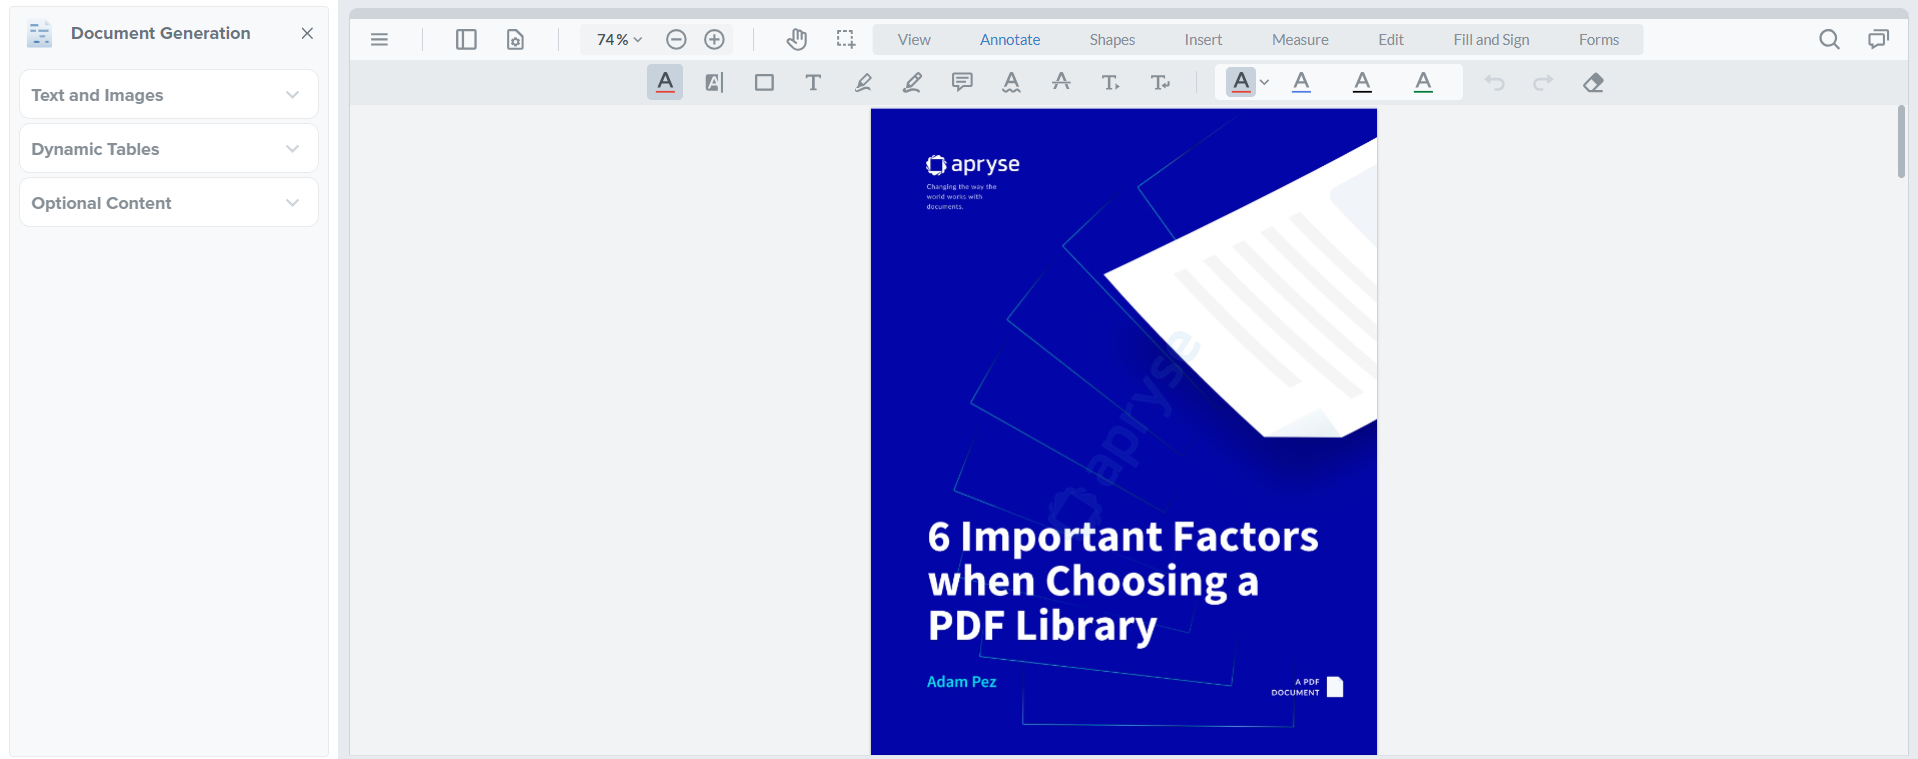 Document Generation
Text and Images
Dynamic Tables
Optional Content
74%
View Annotate Shapes Insert Measure Edit Fill and Sign Forms
apryse
Changing the way the
world works with
documents.
apryse
6 Important Factors
when Choosing a
PDF Library
Adam Pez
A PDF
DOCUMENT